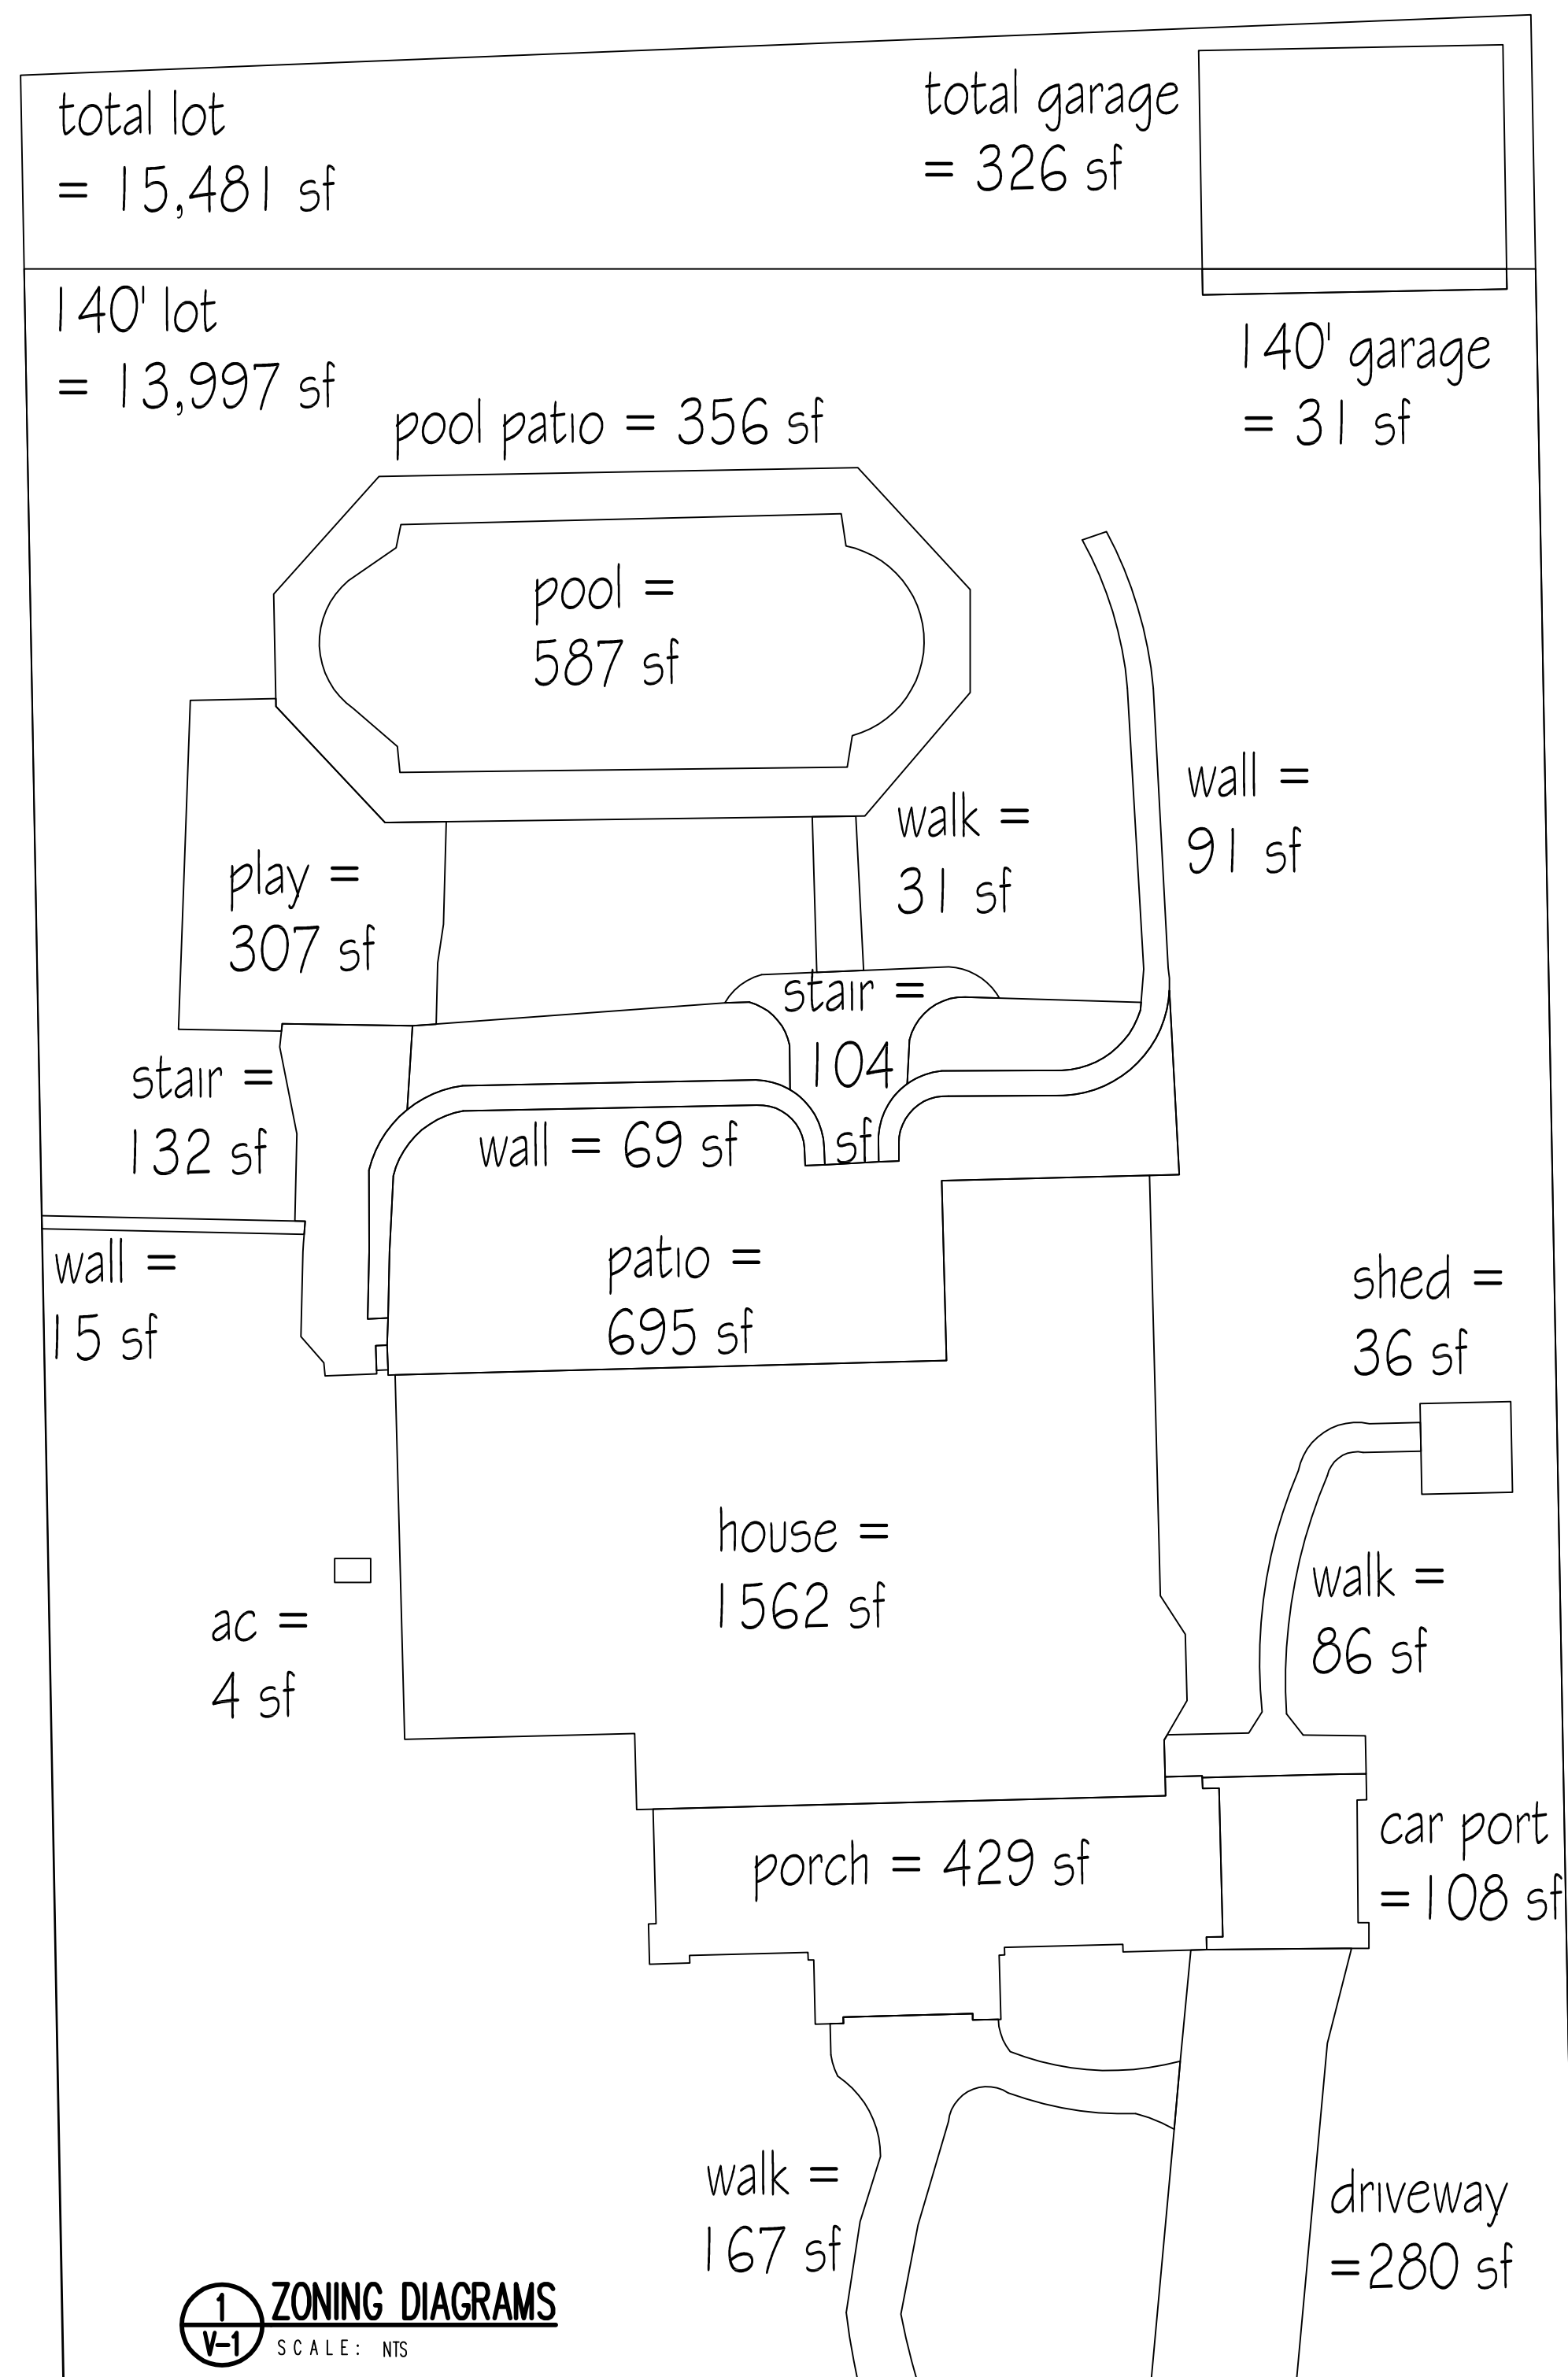 total lot
= 15,481 sf
total garage
= 326 sf
140' lot
= 13,997 sf
140' garage
= 31 sf
pool patio = 356 sf
pool =
587 sf
wall =
91 sf
walk =
31 sf
play =
307 sf
stair =
104
sf
stair =
132 sf
wall = 69 sf
wall =
15 sf
patio =
695 sf
shed =
36 sf
house =
1562 sf
walk =
86 sf
ac =
4 sf
car port
=108 sf
porch = 429 sf
walk =
167 sf
driveway
=280 sf
1
V-1
ZONING DIAGRAMS
SCALE: NTS